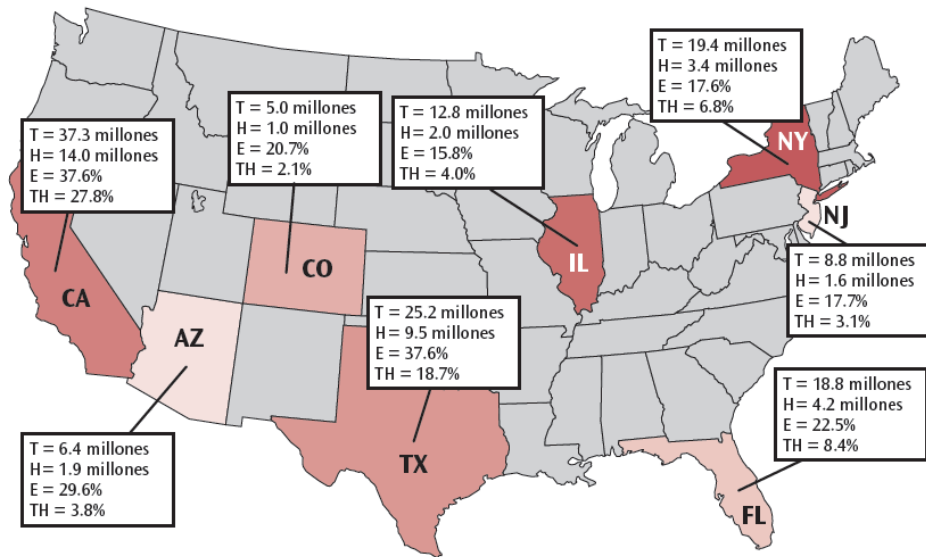 T = 19.4 millones
H = 3.4 millones
E = 17.6%
TH = 6.8%
NY
T = 5.0 millones
H = 1.0 millones
E = 20.7%
TH = 2.1%
T = 12.8 millones
H = 2.0 millones
E = 15.8%
TH = 4.0%
T = 37.3 millones
H = 14.0 millones
E = 37.6%
TH = 27.8%
NJ
T = 8.8 millones
H = 1.6 millones
E = 17.7%
TH = 3.1%
CO
IL
CA
AZ
T = 25.2 millones
H = 9.5 millones
E = 37.6%
TH = 18.7%
T = 18.8 millones
H = 4.2 millones
E = 22.5%
TH = 8.4%
T = 6.4 millones
H = 1.9 millones
E = 29.6%
TH = 3.8%
TX
FL